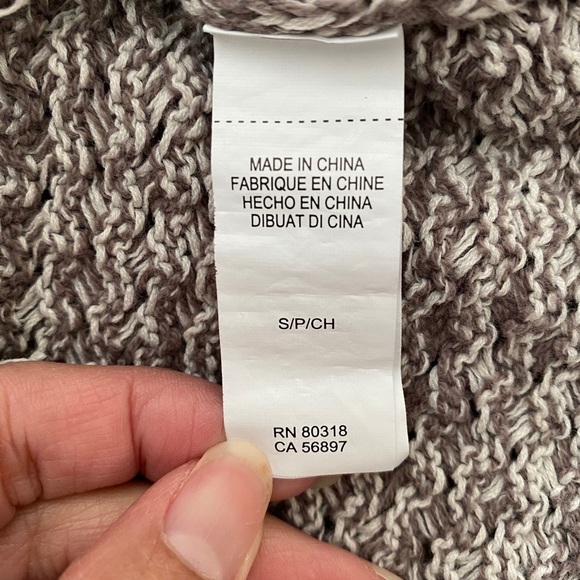 MADE IN CHINA
FABRIQUE EN CHINE
HECHO EN CHINA
DIBUAT DI CINA
S/P/CH
RN 80318
CA 56897